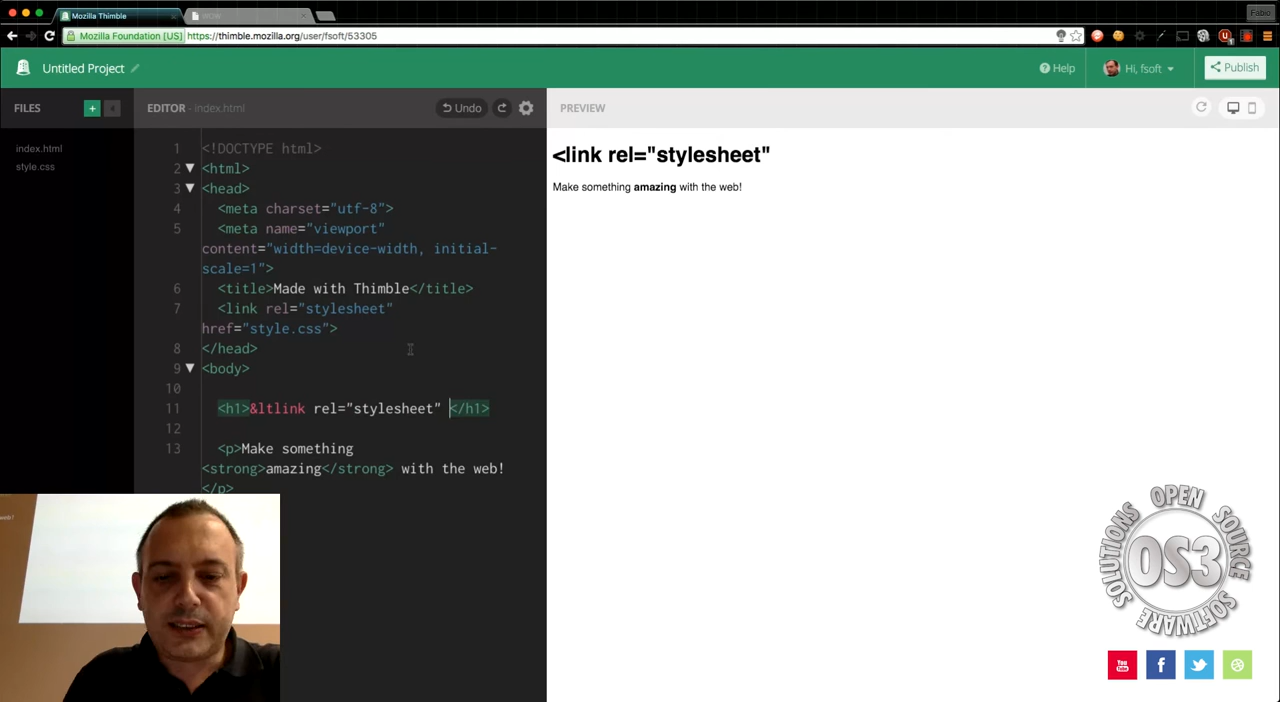 Mozilla Thimble
WOW
Fabio
Mozilla Foundation [US] https://thimble.mozilla.org/user/fsoft/53305
Untitled Project
Help
Hi, fsoft
Publish
FILES
EDITOR - index.html
Undo
PREVIEW
index.html
style.css
1 <!DOCTYPE html>
2 <html>
3 <head>
4 <meta charset="utf-8">
5 <meta name="viewport"
content="width=device-width, initial-
scale=1">
6 <title>Made with Thimble</title>
7 <link rel="stylesheet"
href="style.css">
8 </head>
9 <body>
10
11 <h1>&ltlink rel="stylesheet" </h1>
12
13 <p>Make something
<strong>amazing</strong> with the web!
</p>
<link rel="stylesheet"
Make something amazing with the web!
web!
OPEN SOURCE SOFTWARE SOLUTIONS
OS3
You Tube